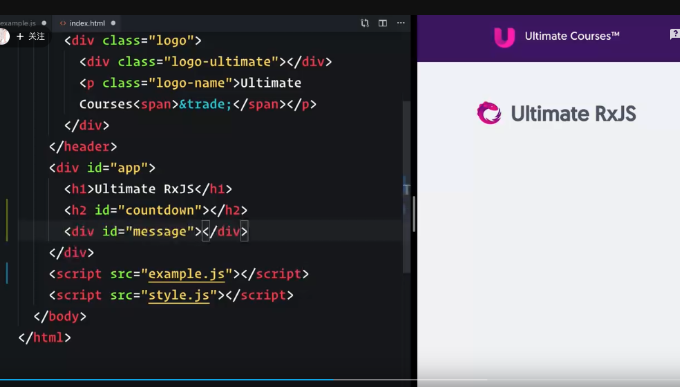 example.js
index.html
+ 关注
<div class="logo">
<div class="logo-ultimate"></div>
<p class="logo-name">Ultimate
Courses<span>&trade;</span></p>
</div>
</header>
<div id="app">
<h1>Ultimate RxJS</h1>
<h2 id="countdown"></h2>
<div id="message"></div>
</div>
<script src="example.js"></script>
<script src="style.js"></script>
</body>
</html>
Ultimate Courses™
Ultimate RxJS